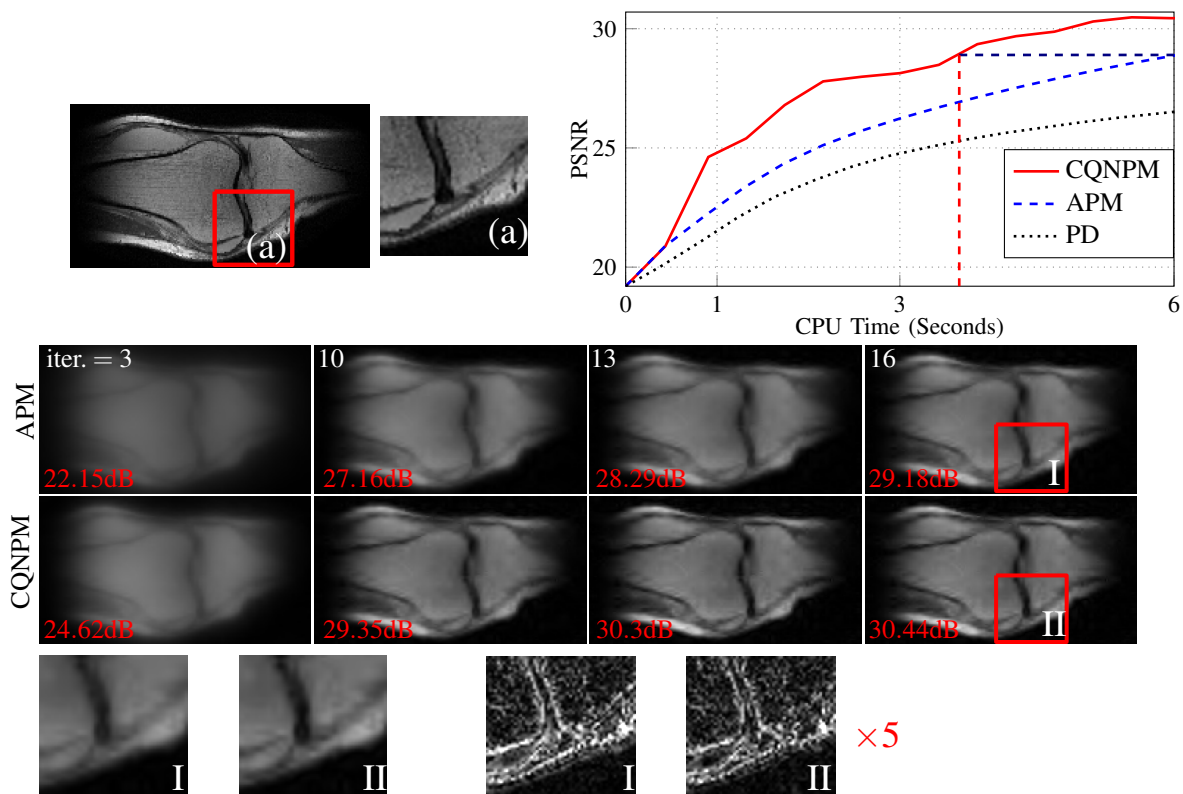 (a)
(a)
30
25
20
PSNR
0 1 3 6
CPU Time (Seconds)
CQNPM
APM
PD
APM
iter. = 3
10
13
16
22.15dB
27.16dB
28.29dB
29.18dB
I
CQNPM
24.62dB
29.35dB
30.3dB
30.44dB
II
I
II
I
II
×5